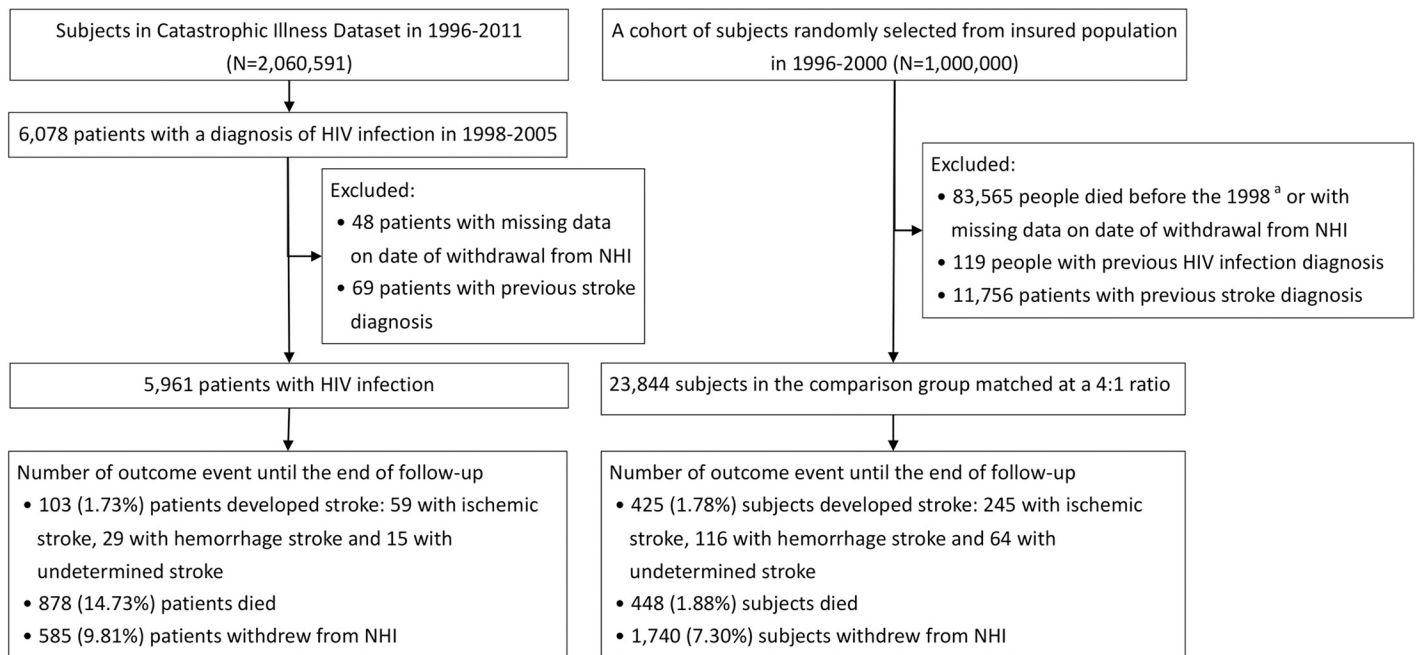 Subjects in Catastrophic Illness Dataset in 1996-2011
(N=2,060,591)
6,078 patients with a diagnosis of HIV infection in 1998-2005
Excluded:
• 48 patients with missing data
on date of withdrawal from NHI
• 69 patients with previous stroke
diagnosis
5,961 patients with HIV infection
Number of outcome event until the end of follow-up
• 103 (1.73%) patients developed stroke: 59 with ischemic
stroke, 29 with hemorrhage stroke and 15 with
undetermined stroke
• 878 (14.73%) patients died
• 585 (9.81%) patients withdrew from NHI
A cohort of subjects randomly selected from insured population
in 1996-2000 (N=1,000,000)
Excluded:
• 83,565 people died before the 1998 a or with
missing data on date of withdrawal from NHI
• 119 people with previous HIV infection diagnosis
• 11,756 patients with previous stroke diagnosis
23,844 subjects in the comparison group matched at a 4:1 ratio
Number of outcome event until the end of follow-up
• 425 (1.78%) subjects developed stroke: 245 with ischemic
stroke, 116 with hemorrhage stroke and 64 with
undetermined stroke
• 448 (1.88%) subjects died
• 1,740 (7.30%) subjects withdrew from NHI